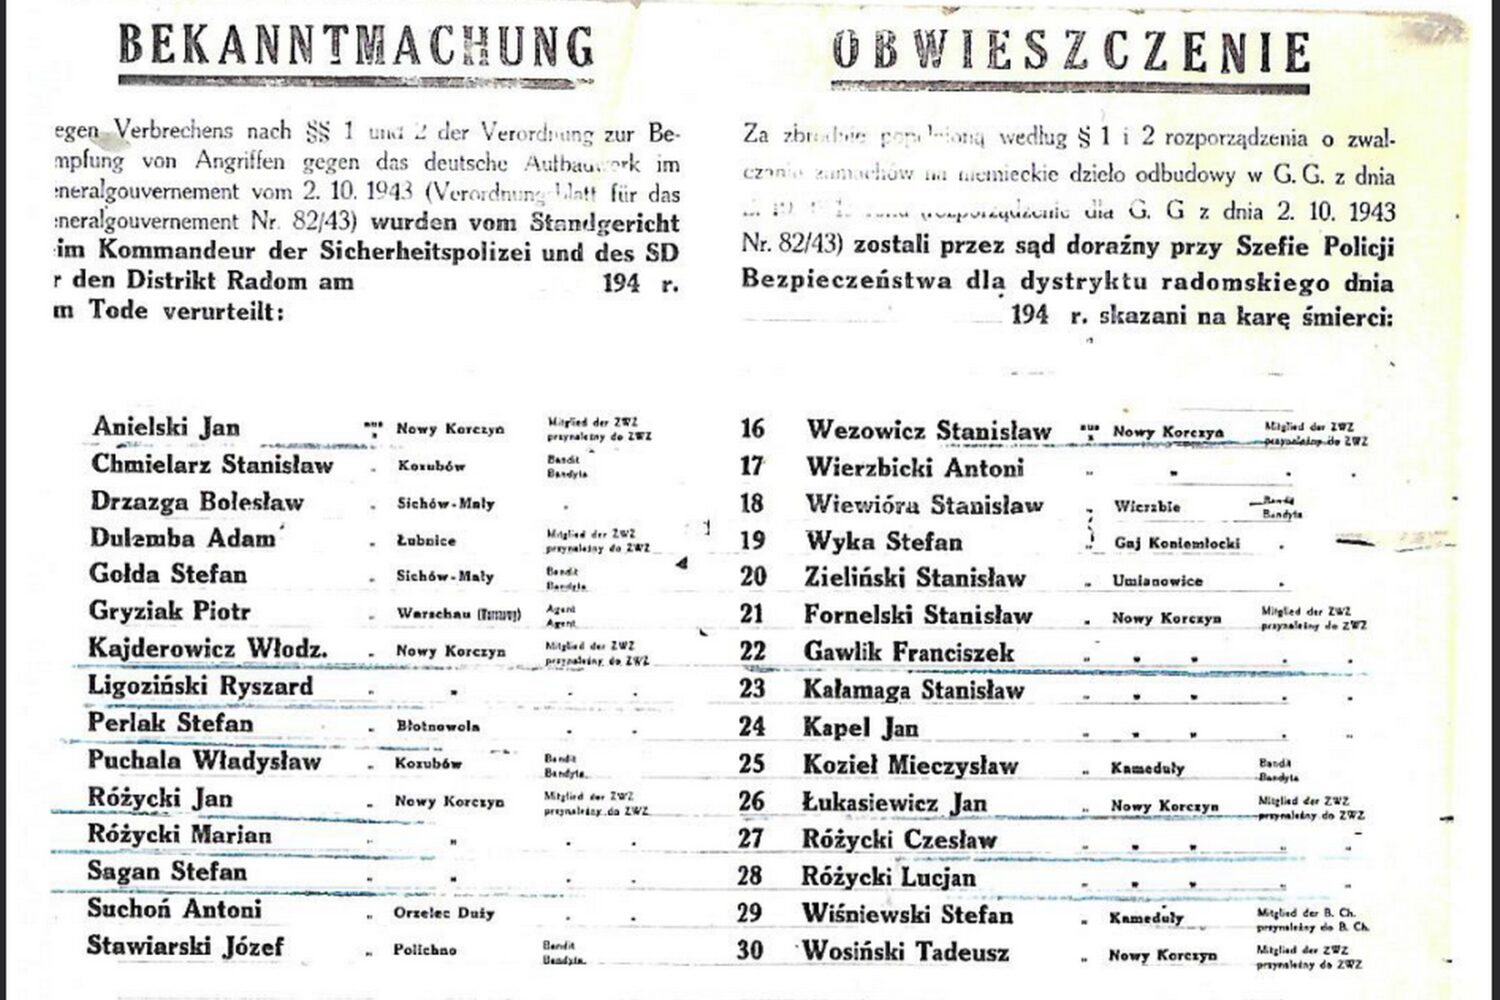 BEKANNTMACHUNG
egen Verbrechens nach §§ 1 und 2 der Verordnung zur Be-
mpfung von Angriffen gegen das deutsche Aufbauwerk im
eneralgouvernement vom 2. 10. 1943 (Verordnungsblatt für das
eneralgouvernement Nr. 82/43) wurden vom Standgericht
eim Kommandeur der Sicherheitspolizei und des SD
r den Distrikt Radom am 194 r.
m Tode verurteilt:
Anielski Jan aus Nowy Korczyn Mitglied der ZWZ
przynależny do ZWZ
Chmielarz Stanisław " Kozubów Bandit
Bandyta
Drzazga Bolesław " Sichów-Mały "
Dulemba Adam " Łubnice Mitglied der ZWZ
przynależny do ZWZ
Gołda Stefan " Sichów-Mały Bandit
Bandyta
Gryziak Piotr " Warschau (Warszawy) Agent
Agent
Kajderowicz Włodz. " Nowy Korczyn Mitglied der ZWZ
przynależny do ZWZ
Ligoziński Ryszard " " " "
Perlak Stefan " Błotnowola " "
Puchala Władysław " Kozubów Bandit
Bandyta
Różycki Jan " Nowy Korczyn Mitglied der ZWZ
przynależny do ZWZ
Różycki Marjan " " " "
Sagan Stefan " " " "
Suchoń Antoni " Orzelec Duży " "
Stawiarski Józef " Polichno Bandit
Bandyta
OBWIESZCZENIE
Za zbrodnie popełnioną według § 1 i 2 rozporządzenia o zwal-
czaniu zamachów na niemieckie dzieło odbudowy w G. G. z dnia
(rozporządzenie dla G. G z dnia 2. 10. 1943
Nr. 82/43) zostali przez sąd doraźny przy Szefie Policji
Bezpieczeństwa dla dystryktu radomskiego dnia
194 r. skazani na karę śmierci:
16 Wezowicz Stanisław aus Nowy Korczyn Mitglied der ZWZ
z przynależny do ZWZ
17 Wierzbicki Antoni " " " "
18 Wiewióra Stanisław " Wierzbie Bandit
Bandyta
19 Wyka Stefan " Gaj Koniemłocki "
20 Zieliński Stanisław " Umianowice "
21 Fornelski Stanisław " Nowy Korczyn Mitglied der ZWZ
przynależny do ZWZ
22 Gawlik Franciszek " " " " "
23 Kałamaga Stanisław " " " " "
24 Kapel Jan " " " " "
25 Kozieł Mieczysław " Kameduły Bandit
Bandyta
26 Łukasiewicz Jan " Nowy Korczyn Mitglied der ZWZ
przynależny do ZWZ
27 Różycki Czesław " " " " "
28 Różycki Lucjan " " " " "
29 Wiśniewski Stefan " Kameduły Mitglied der B. Ch.
przynależny do B. Ch.
30 Wosiński Tadeusz " Nowy Korczyn Mitglied der ZWZ
przynależny do ZWZ